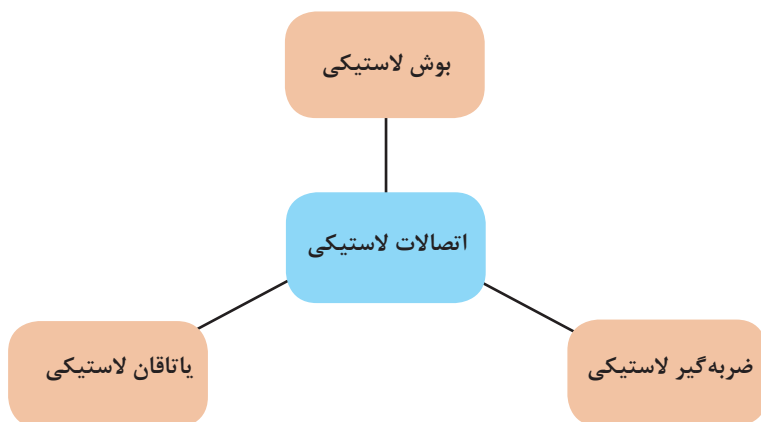 بوش لاستیکی
اتصالات لاستیکی
ضربه‌گیر لاستیکی
یاتاقان لاستیکی